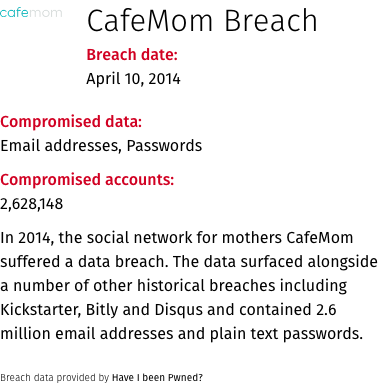 cafemom
CafeMom Breach
Breach date:
April 10, 2014
Compromised data:
Email addresses, Passwords
Compromised accounts:
2,628,148
In 2014, the social network for mothers CafeMom
suffered a data breach. The data surfaced alongside
a number of other historical breaches including
Kickstarter, Bitly and Disqus and contained 2.6
million email addresses and plain text passwords.
Breach data provided by Have I been Pwned?